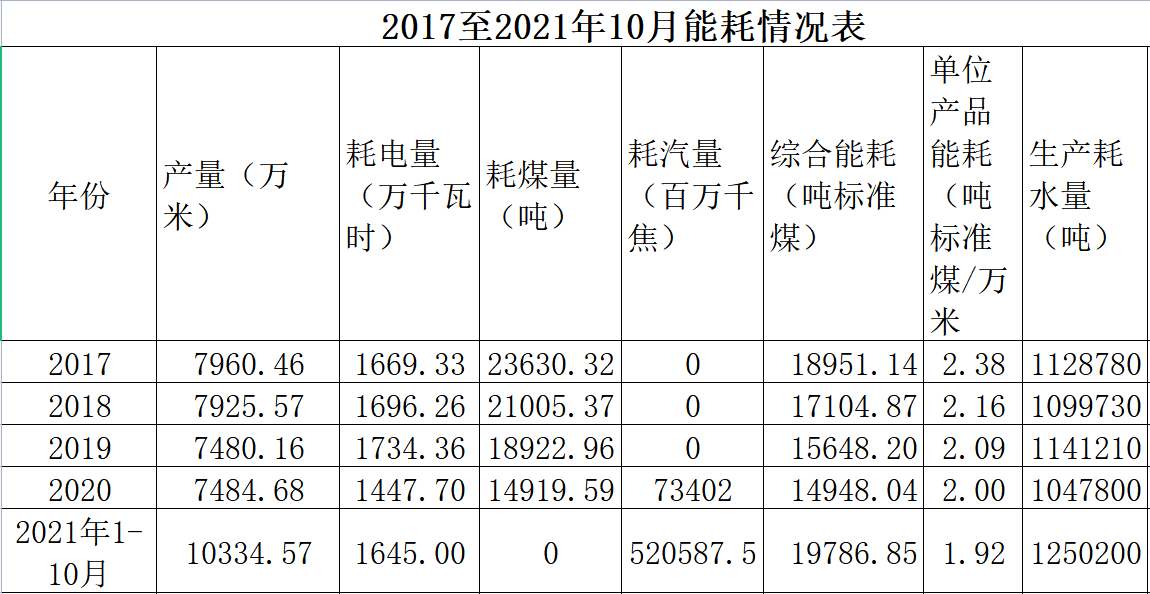 2017至2021年10月能耗情况表
年份 产量（万米） 耗电量（万千瓦时） 耗煤量（吨） 耗汽量（百万千焦） 综合能耗（吨标准煤） 单位产品能耗（吨标准煤/万米） 生产耗水量（吨）
2017 7960.46 1669.33 23630.32 0 18951.14 2.38 1128780
2018 7925.57 1696.26 21005.37 0 17104.87 2.16 1099730
2019 7480.16 1734.36 18922.96 0 15648.20 2.09 1141210
2020 7484.68 1447.70 14919.59 73402 14948.04 2.00 1047800
2021年1-10月 10334.57 1645.00 0 520587.5 19786.85 1.92 1250200